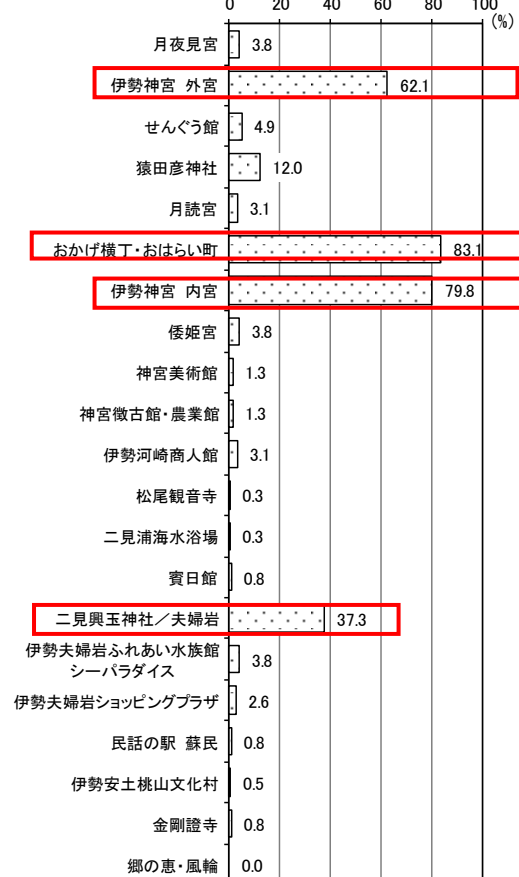 0 20 40 60 80 100
(%)
月夜見宮 3.8
伊勢神宮 外宮 62.1
せんぐう館 4.9
猿田彦神社 12.0
月読宮 3.1
おかげ横丁・おはらい町 83.1
伊勢神宮 内宮 79.8
倭姫宮 3.8
神宮美術館 1.3
神宮徴古館・農業館 1.3
伊勢河崎商人館 3.1
松尾観音寺 0.3
二見浦海水浴場 0.3
賓日館 0.8
二見興玉神社／夫婦岩 37.3
伊勢夫婦岩ふれあい水族館
シーパラダイス 3.8
伊勢夫婦岩ショッピングプラザ 2.6
民話の駅 蘇民 0.8
伊勢安土桃山文化村 0.5
金剛證寺 0.8
郷の恵・風輪 0.0